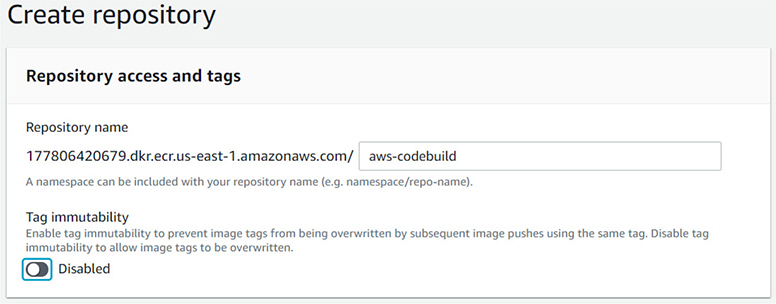 Create repository
Repository access and tags
Repository name
177806420679.dkr.ecr.us-east-1.amazonaws.com/ aws-codebuild
A namespace can be included with your repository name (e.g. namespace/repo-name).
Tag immutability
Enable tag immutability to prevent image tags from being overwritten by subsequent image pushes using the same tag. Disable tag
immutability to allow image tags to be overwritten.
Disabled